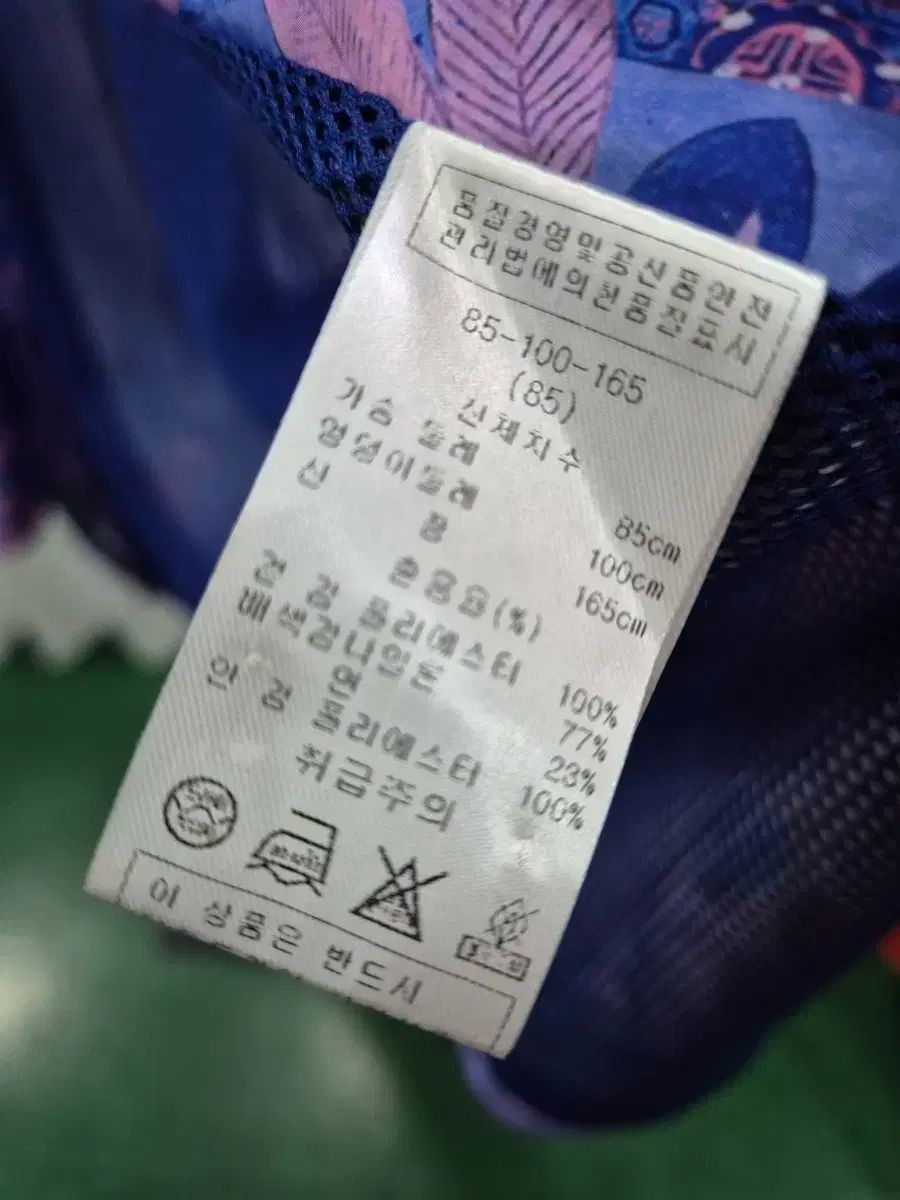 품질경영및공산품안전
관리법에의한품질표시
85-100-165
(85)
신체치수
가슴 둘레 85cm
엉덩이둘레 100cm
신 장 165cm
혼용율(%)
겉 감 폴리에스터 100%
배색감나일론 77%
면 23%
안 감 폴리에스터 100%
취급주의
이 상품은 반드시